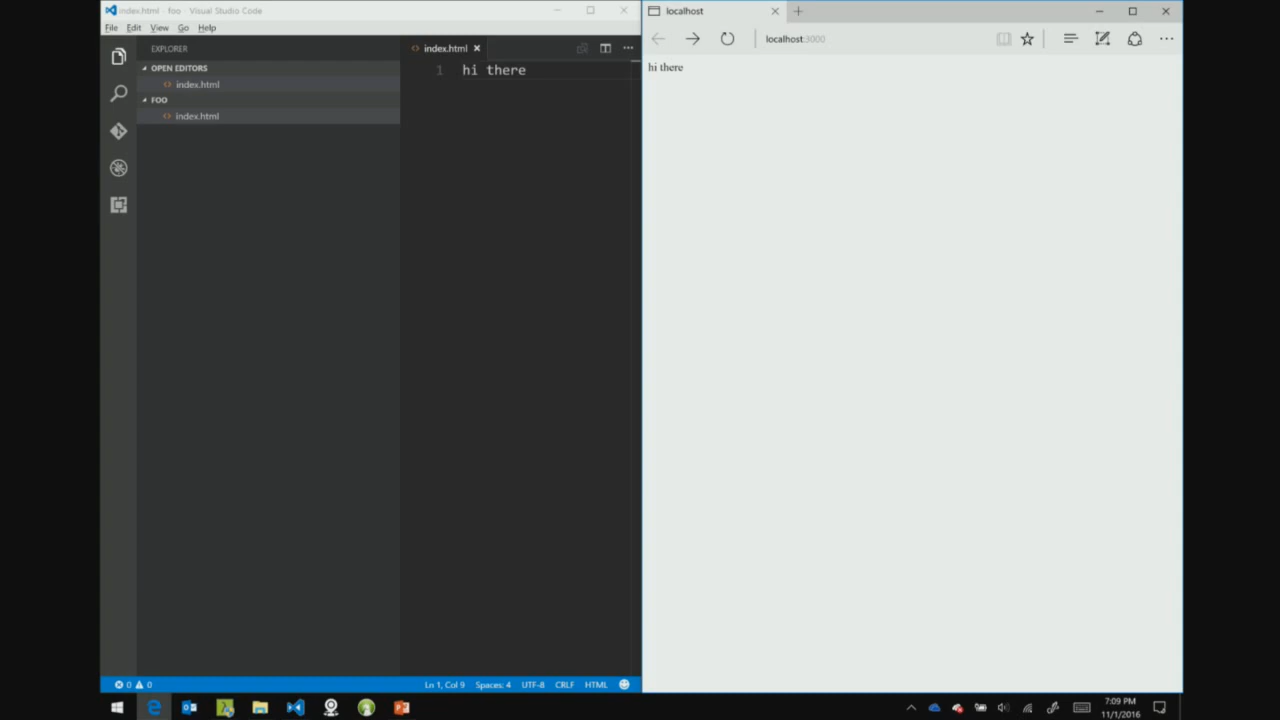 index.html - foo - Visual Studio Code
File Edit View Go Help
EXPLORER
OPEN EDITORS
index.html
FOO
index.html
index.html
1 hi there
0 0
Ln 1, Col 9 Spaces: 4 UTF-8 CRLF HTML
localhost
localhost:3000
hi there
7:09 PM
11/1/2016